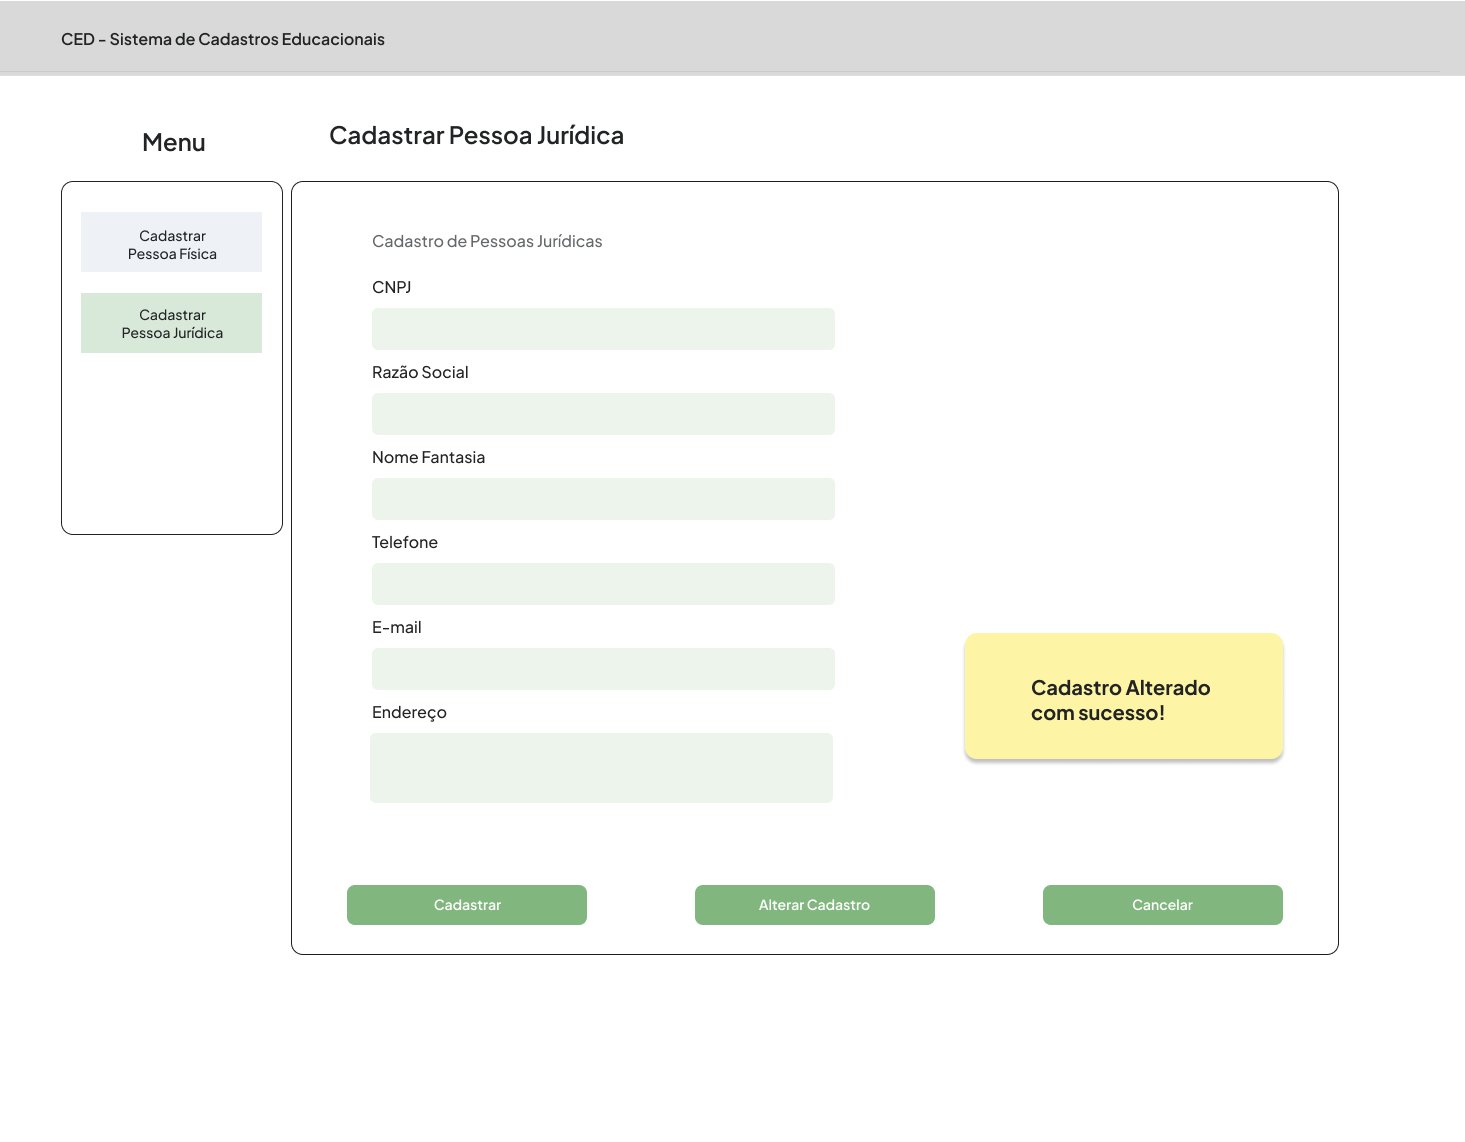 CED - Sistema de Cadastros Educacionais
Menu
Cadastrar Pessoa Jurídica
Cadastrar
Pessoa Física
Cadastrar
Pessoa Jurídica
Cadastro de Pessoas Jurídicas
CNPJ
Razão Social
Nome Fantasia
Telefone
E-mail
Endereço
Cadastro Alterado
com sucesso!
Cadastrar
Alterar Cadastro
Cancelar